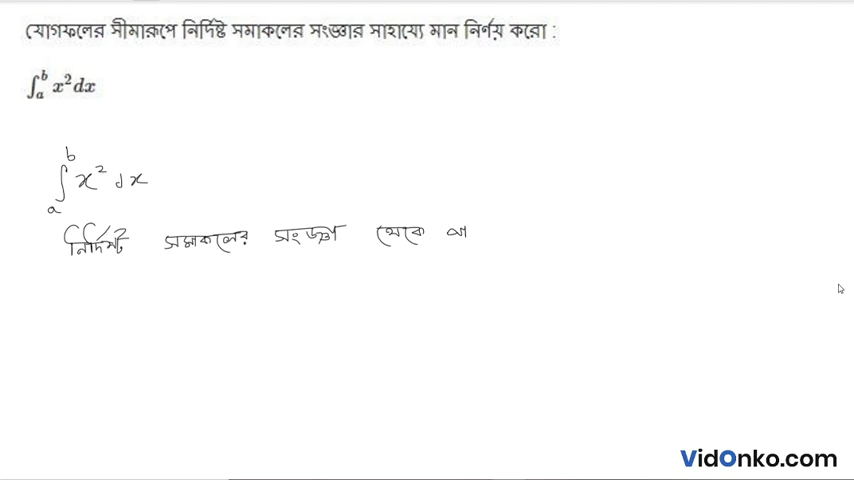 যোগফলের সীমারূপে নির্দিষ্ট সমাকলের সংজ্ঞার সাহায্যে মান নির্ণয় করো :
∫ₐᵇ x²dx
∫ₐᵇ x² dx
নির্দিষ্ট সমাকলের সংজ্ঞা থেকে পা
VidOnko.com